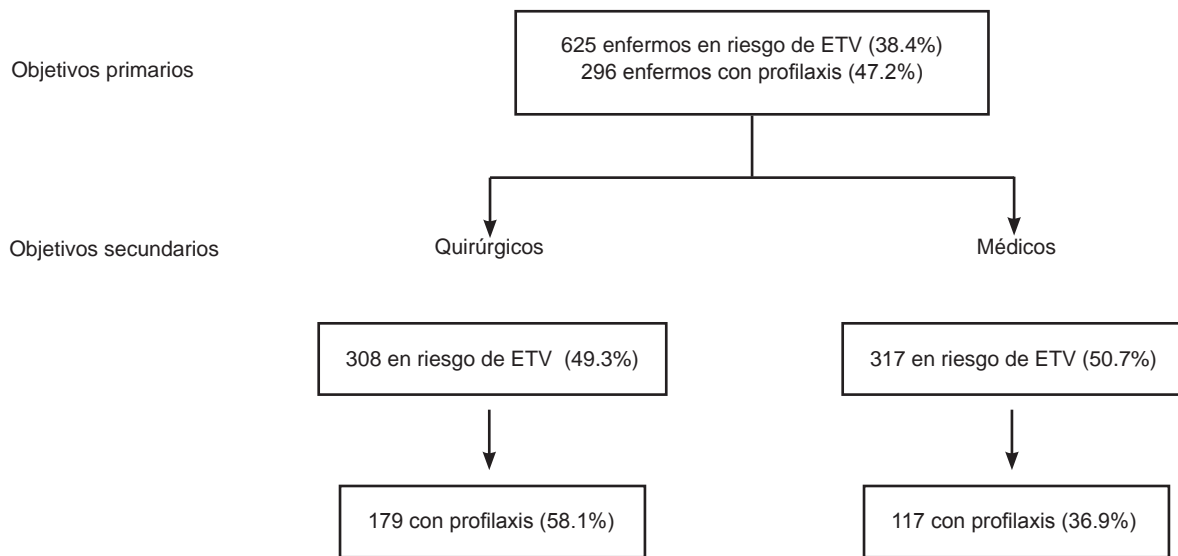 625 enfermos en riesgo de ETV (38.4%)
296 enfermos con profilaxis (47.2%)
Objetivos primarios
Objetivos secundarios
Quirúrgicos
Médicos
308 en riesgo de ETV (49.3%)
317 en riesgo de ETV (50.7%)
179 con profilaxis (58.1%)
117 con profilaxis (36.9%)